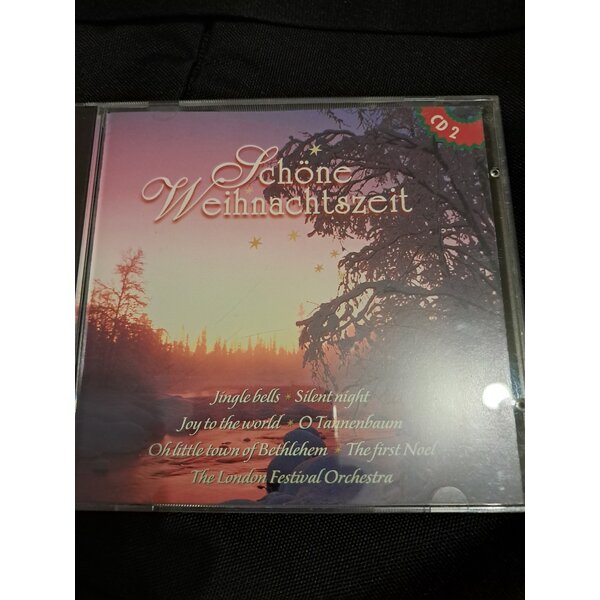 CD 2
Schöne
Weihnachtszeit
Jingle bells * Silent night
Joy to the world * O Tannenbaum
Oh little town of Bethlehem * The first Noel
The London Festival Orchestra